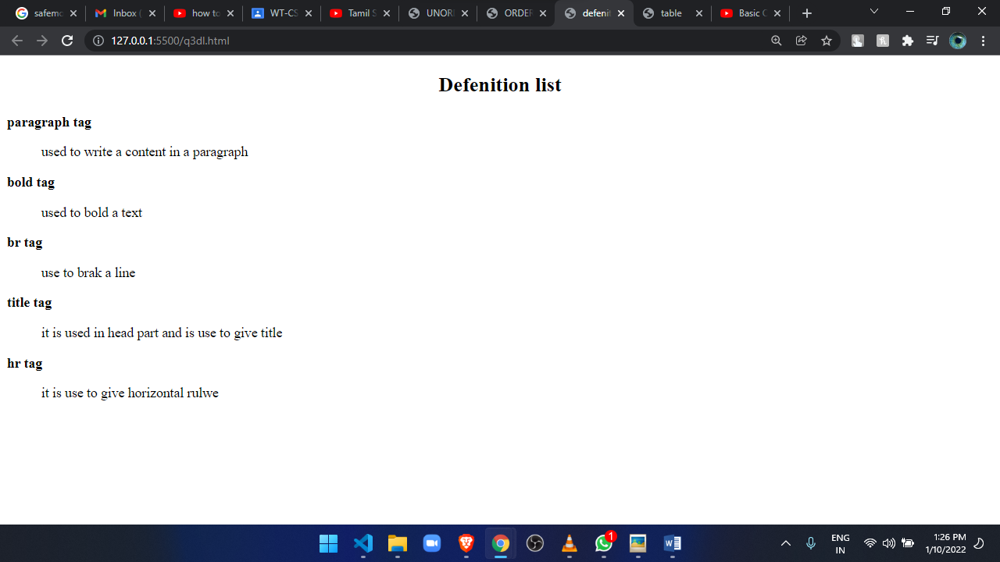 safemo
Inbox (
how to
WT-CS
Tamil S
UNORI
ORDER
defenit
table
Basic C
127.0.0.1:5500/q3dl.html
Defenition list
paragraph tag
used to write a content in a paragraph
bold tag
used to bold a text
br tag
use to brak a line
title tag
it is used in head part and is use to give title
hr tag
it is use to give horizontal rulwe
1
ENG
IN
1:26 PM
1/10/2022